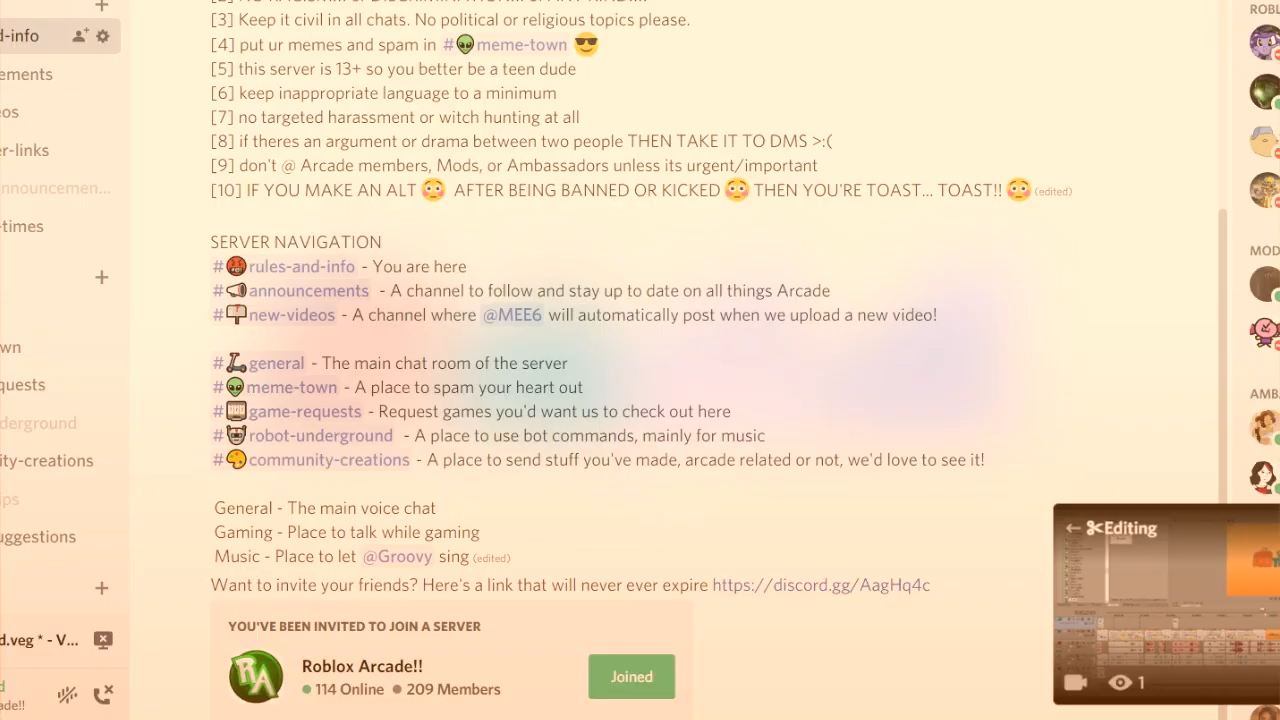 [3] Keep it civil in all chats. No political or religious topics please.
[4] put ur memes and spam in #👽meme-town 😎
[5] this server is 13+ so you better be a teen dude
[6] keep inappropriate language to a minimum
[7] no targeted harassment or witch hunting at all
[8] if theres an argument or drama between two people THEN TAKE IT TO DMS >:(
[9] don't @ Arcade members, Mods, or Ambassadors unless its urgent/important
[10] IF YOU MAKE AN ALT 😳 AFTER BEING BANNED OR KICKED 😳 THEN YOU'RE TOAST... TOAST!! 😳 (edited)
SERVER NAVIGATION
#rules-and-info - You are here
#announcements - A channel to follow and stay up to date on all things Arcade
#new-videos - A channel where @MEE6 will automatically post when we upload a new video!
#general - The main chat room of the server
#👽meme-town - A place to spam your heart out
#game-requests - Request games you'd want us to check out here
#robot-underground - A place to use bot commands, mainly for music
#🎨community-creations - A place to send stuff you've made, arcade related or not, we'd love to see it!
General - The main voice chat
Gaming - Place to talk while gaming
Music - Place to let @Groovy sing (edited)
Want to invite your friends? Here's a link that will never ever expire https://discord.gg/AagHq4c
YOU'VE BEEN INVITED TO JOIN A SERVER
RA
Roblox Arcade!!
114 Online 209 Members
Joined
d-info
ements
eos
er-links
nnouncemen...
-times
wn
quests
derground
ity-creations
ips
uggestions
d.veg * - V...
ade!!
ROBL
MOD
AMBA
← Editing
1